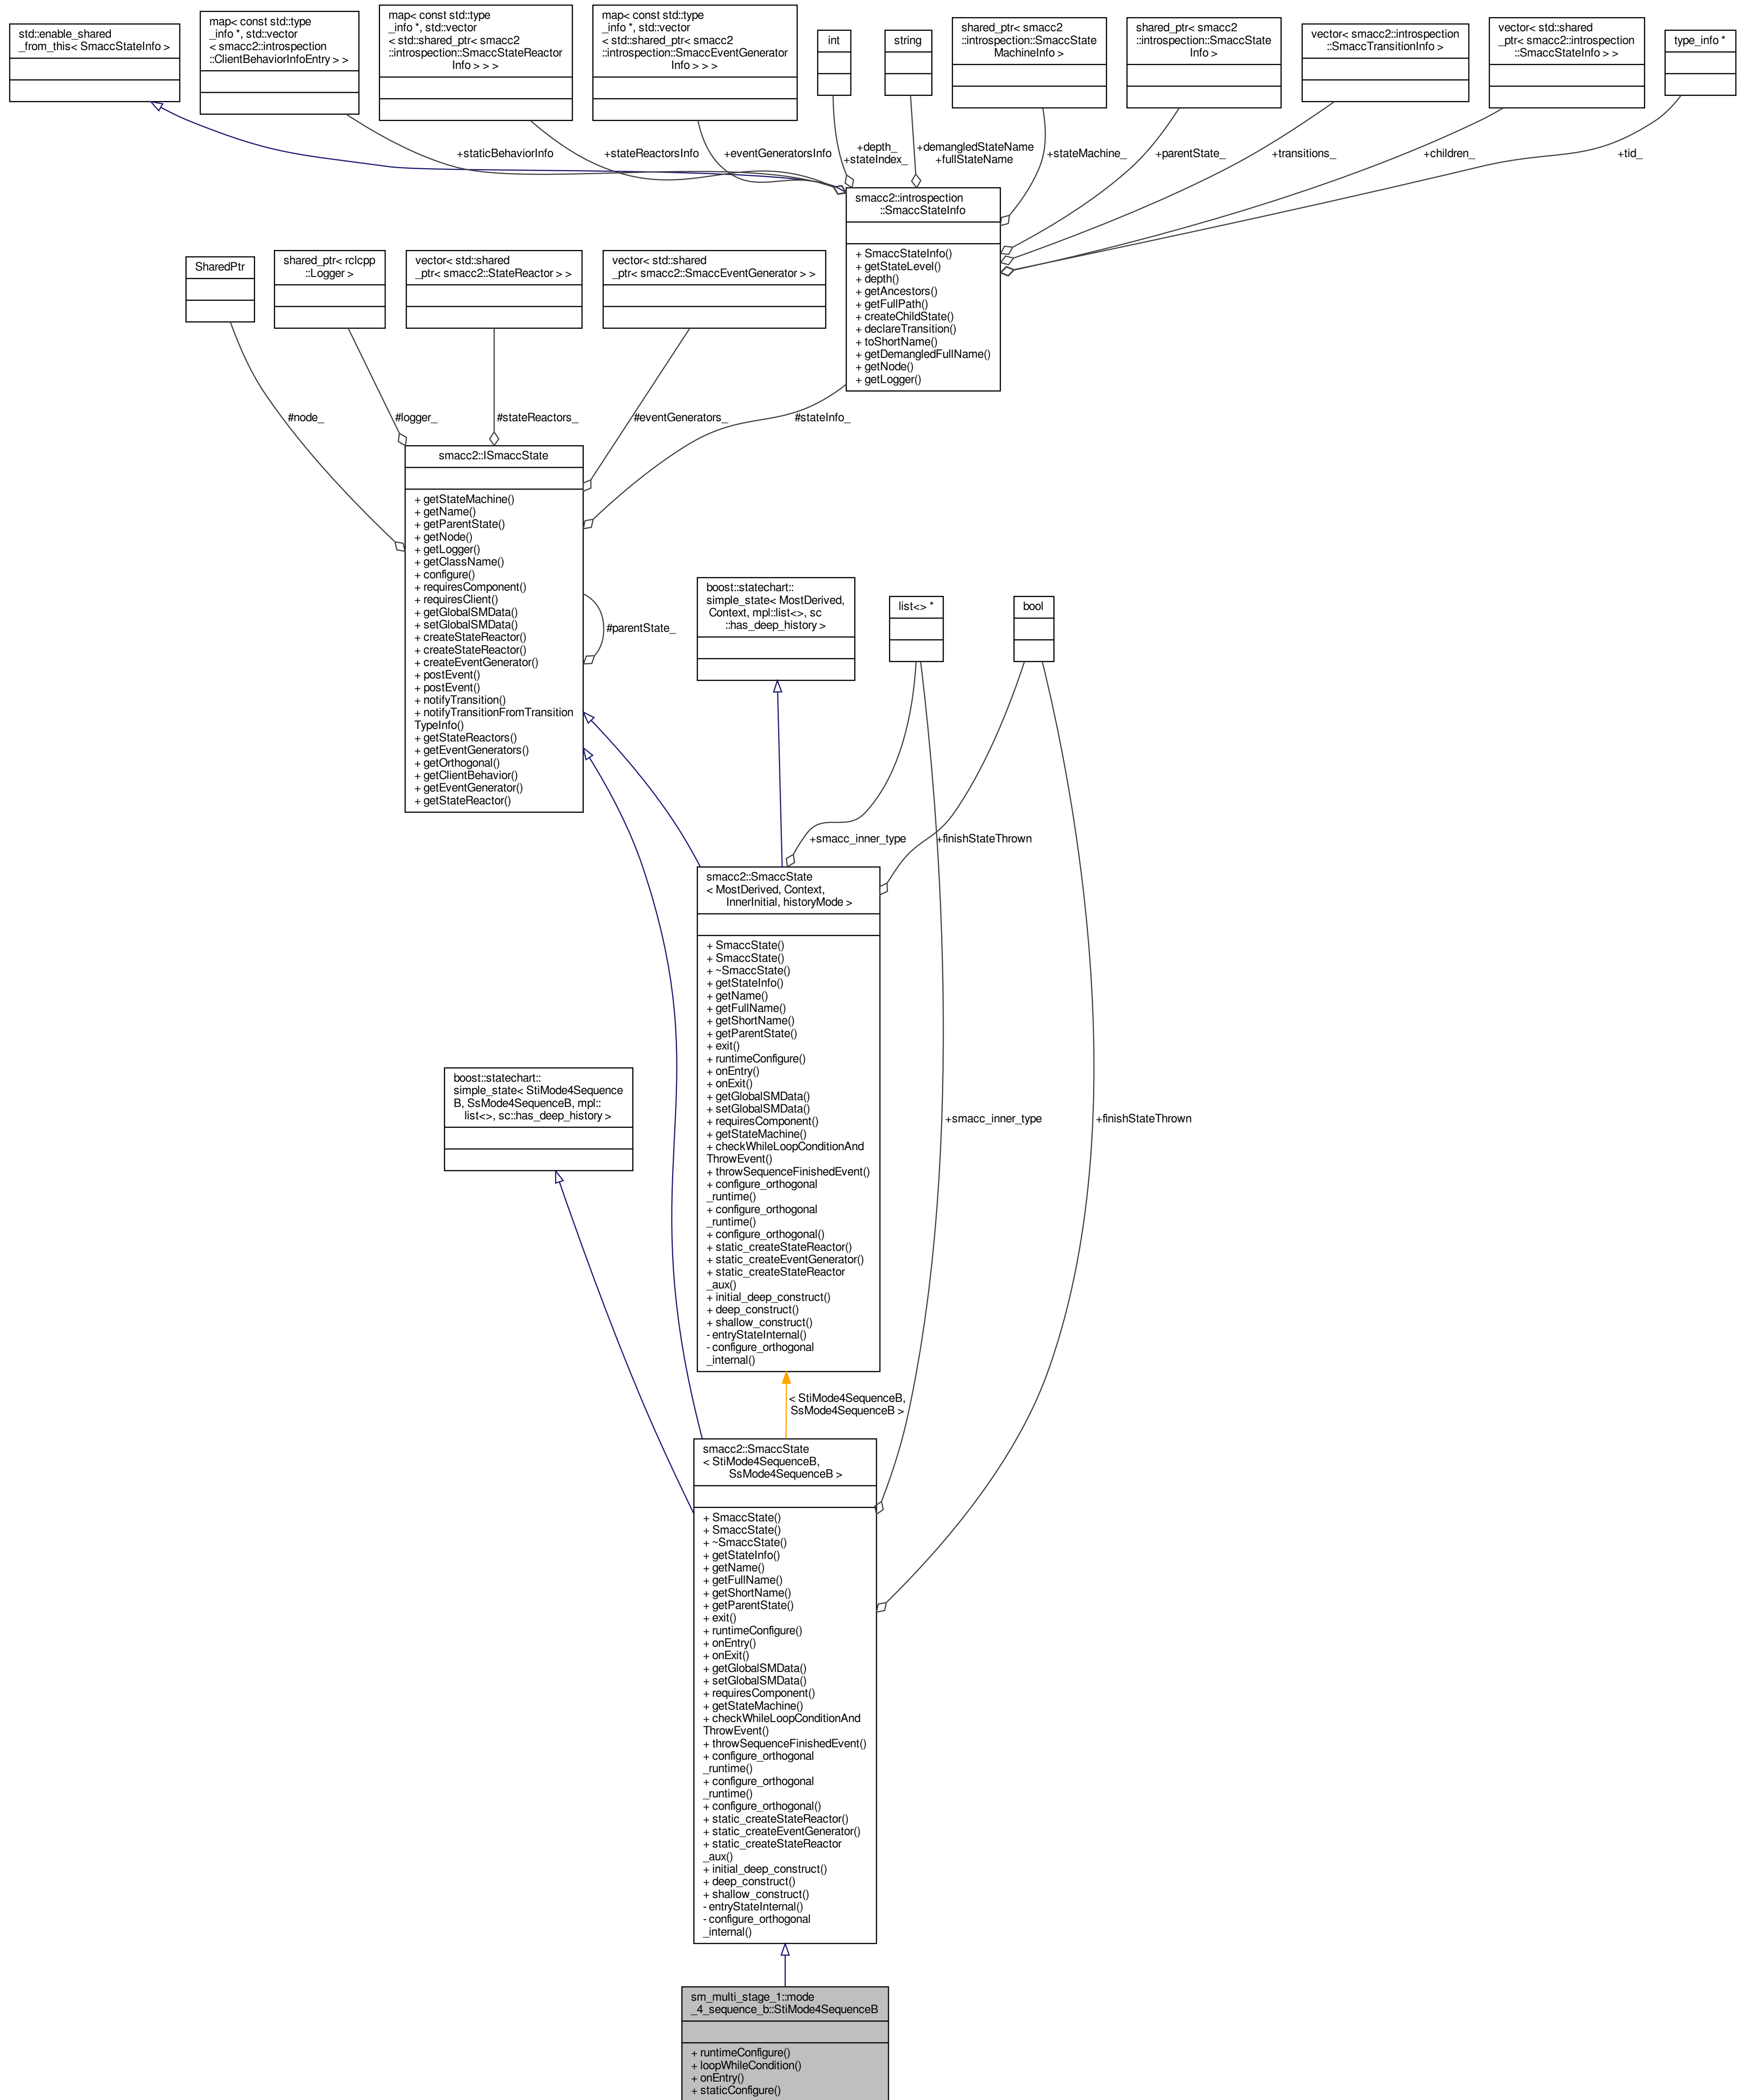 std::enable_shared
_from_this< SmaccStateInfo >
map< const std::type
_info *, std::vector
< smacc2::introspection
::ClientBehaviorInfoEntry > >
map< const std::type
_info *, std::vector
< std::shared_ptr< smacc2
::introspection::SmaccStateReactor
Info > > >
map< const std::type
_info *, std::vector
< std::shared_ptr< smacc2
::introspection::SmaccEventGenerator
Info > > >
int
string
shared_ptr< smacc2
::introspection::SmaccState
MachineInfo >
shared_ptr< smacc2
::introspection::SmaccState
Info >
vector< smacc2::introspection
::SmaccTransitionInfo >
vector< std::shared
_ptr< smacc2::introspection
::SmaccStateInfo > >
type_info *
+staticBehaviorInfo
+stateReactorsInfo
+eventGeneratorsInfo
+depth_
+stateIndex_
+demangledStateName
+fullStateName
+stateMachine_
+parentState_
+transitions_
+children_
+tid_
smacc2::introspection
::SmaccStateInfo
+ SmaccStateInfo()
+ getStateLevel()
+ depth()
+ getAncestors()
+ getFullPath()
+ createChildState()
+ declareTransition()
+ toShortName()
+ getDemangledFullName()
+ getNode()
+ getLogger()
SharedPtr
shared_ptr< rclcpp
::Logger >
vector< std::shared
_ptr< smacc2::StateReactor > >
vector< std::shared
_ptr< smacc2::SmaccEventGenerator > >
#node_
#logger_
#stateReactors_
#eventGenerators_
#stateInfo_
smacc2::ISmaccState
+ getStateMachine()
+ getName()
+ getParentState()
+ getNode()
+ getLogger()
+ getClassName()
+ configure()
+ requiresComponent()
+ requiresClient()
+ getGlobalSMData()
+ setGlobalSMData()
+ createStateReactor()
+ createStateReactor()
+ createEventGenerator()
+ postEvent()
+ postEvent()
+ notifyTransition()
+ notifyTransitionFromTransition
TypeInfo()
+ getStateReactors()
+ getEventGenerators()
+ getOrthogonal()
+ getClientBehavior()
+ getEventGenerator()
+ getStateReactor()
#parentState_
boost::statechart::
simple_state< MostDerived,
Context, mpl::list<>, sc
::has_deep_history >
list<> *
bool
+smacc_inner_type
+finishStateThrown
smacc2::SmaccState
< MostDerived, Context,
InnerInitial, historyMode >
+ SmaccState()
+ SmaccState()
+ ~SmaccState()
+ getStateInfo()
+ getName()
+ getFullName()
+ getShortName()
+ getParentState()
+ exit()
+ runtimeConfigure()
+ onEntry()
+ onExit()
+ getGlobalSMData()
+ setGlobalSMData()
+ requiresComponent()
+ getStateMachine()
+ checkWhileLoopConditionAnd
ThrowEvent()
+ throwSequenceFinishedEvent()
+ configure_orthogonal
_runtime()
+ configure_orthogonal
_runtime()
+ configure_orthogonal()
+ static_createStateReactor()
+ static_createEventGenerator()
+ static_createStateReactor
_aux()
+ initial_deep_construct()
+ deep_construct()
+ shallow_construct()
- entryStateInternal()
- configure_orthogonal
_internal()
boost::statechart::
simple_state< StiMode4Sequence
B, SsMode4SequenceB, mpl::
list<>, sc::has_deep_history >
+smacc_inner_type
+finishStateThrown
< StiMode4SequenceB,
SsMode4SequenceB >
smacc2::SmaccState
< StiMode4SequenceB,
SsMode4SequenceB >
+ SmaccState()
+ SmaccState()
+ ~SmaccState()
+ getStateInfo()
+ getName()
+ getFullName()
+ getShortName()
+ getParentState()
+ exit()
+ runtimeConfigure()
+ onEntry()
+ onExit()
+ getGlobalSMData()
+ setGlobalSMData()
+ requiresComponent()
+ getStateMachine()
+ checkWhileLoopConditionAnd
ThrowEvent()
+ throwSequenceFinishedEvent()
+ configure_orthogonal
_runtime()
+ configure_orthogonal
_runtime()
+ configure_orthogonal()
+ static_createStateReactor()
+ static_createEventGenerator()
+ static_createStateReactor
_aux()
+ initial_deep_construct()
+ deep_construct()
+ shallow_construct()
- entryStateInternal()
- configure_orthogonal
_internal()
sm_multi_stage_1::mode
_4_sequence_b::StiMode4SequenceB
+ runtimeConfigure()
+ loopWhileCondition()
+ onEntry()
+ staticConfigure()